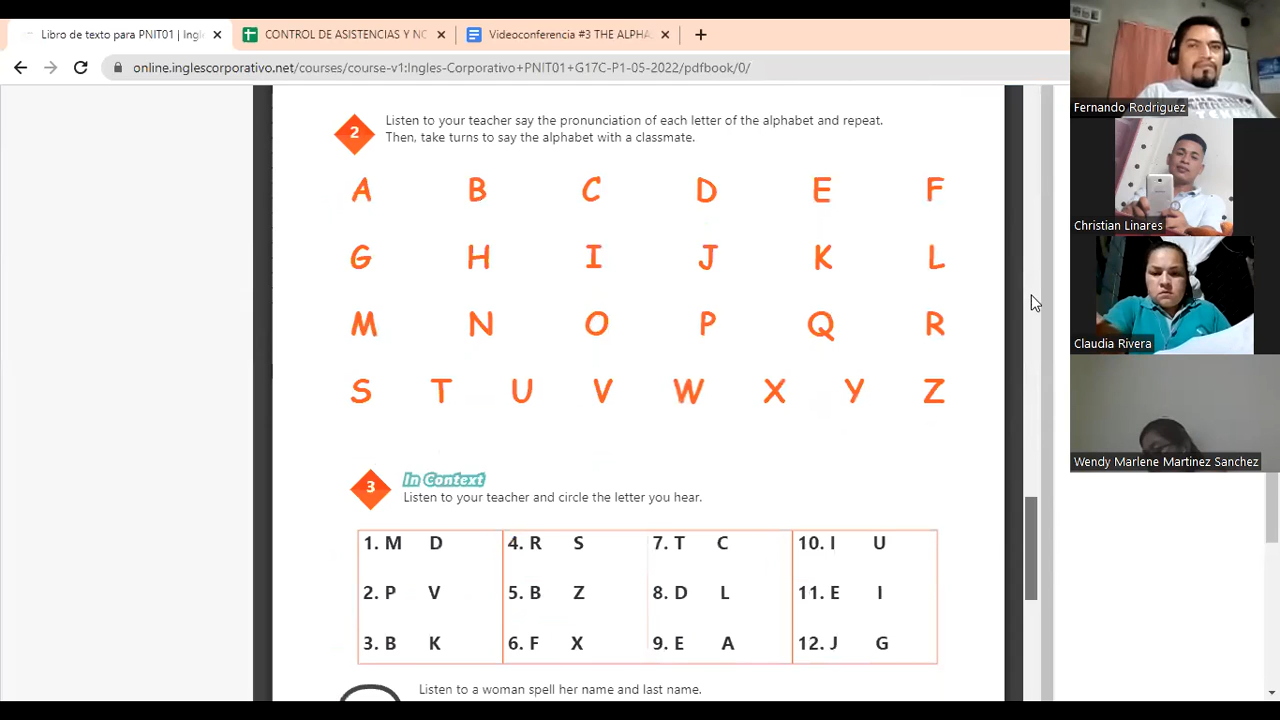 Libro de texto para PNIT01 | Ingl
CONTROL DE ASISTENCIAS Y NO
Videoconferencia #3 THE ALPHA
online.inglescorporativo.net/courses/course-v1:Ingles-Corporativo+PNIT01+G17C-P1-05-2022/pdfbook/0/
2
Listen to your teacher say the pronunciation of each letter of the alphabet and repeat.
Then, take turns to say the alphabet with a classmate.
A B C D E F
G H I J K L
M N O P Q R
S T U V W X Y Z
3
In Context
Listen to your teacher and circle the letter you hear.
1. M D 4. R S 7. T C 10. I U
2. P V 5. B Z 8. D L 11. E I
3. B K 6. F X 9. E A 12. J G
Listen to a woman spell her name and last name.
Fernando Rodriguez
Christian Linares
Claudia Rivera
Wendy Marlene Martinez Sanchez